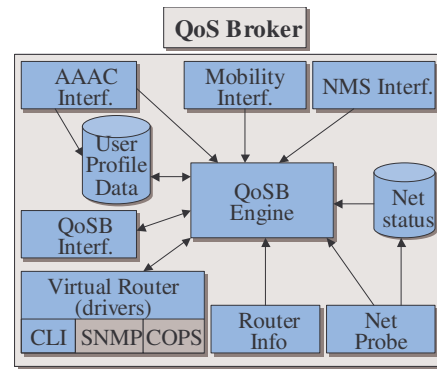 QoS Broker
AAAC
Interf.
Mobility
Interf.
NMS Interf.
User
Profile
Data
QoSB
Engine
Net
status
QoSB
Interf.
Virtual Router
(drivers)
CLI SNMP COPS
Router
Info
Net
Probe